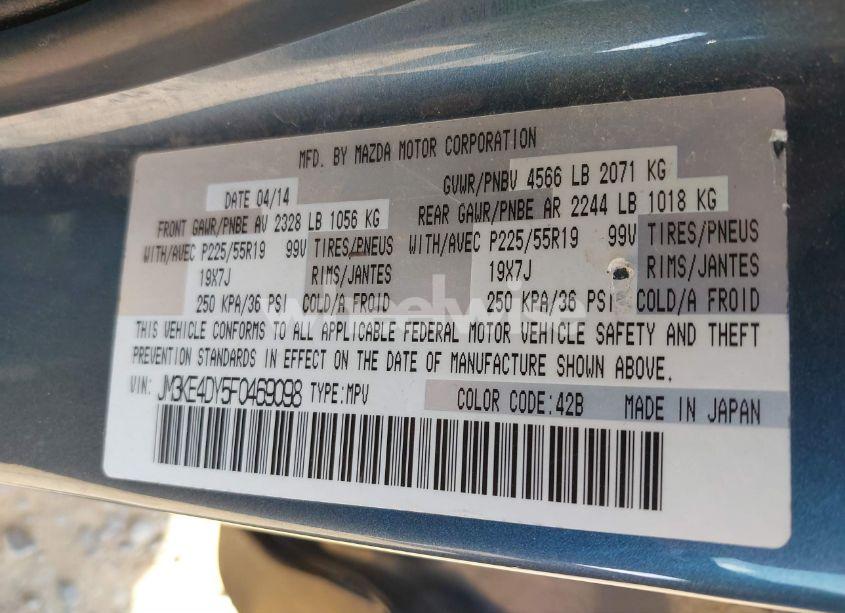 MFD. BY MAZDA MOTOR CORPORATION
DATE 04/14 GVWR/PNBV 4566 LB 2071 KG
FRONT GAWR/PNBE AV 2328 LB 1056 KG REAR GAWR/PNBE AR 2244 LB 1018 KG
WITH/AVEC P225/55R19 99V TIRES/PNEUS WITH/AVEC P225/55R19 99V TIRES/PNEUS
19X7J RIMS/JANTES 19X7J RIMS/JANTES
250 KPA/36 PSI COLD/A FROID 250 KPA/36 PSI COLD/A FROID
THIS VEHICLE CONFORMS TO ALL APPLICABLE FEDERAL MOTOR VEHICLE SAFETY AND THEFT
PREVENTION STANDARDS IN EFFECT ON THE DATE OF MANUFACTURE SHOWN ABOVE.
VIN: JM3KE4DY5F0469098 TYPE:MPV COLOR CODE:42B MADE IN JAPAN